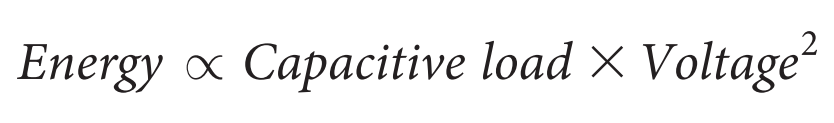 Energy ∝ Capacitive load × Voltage²